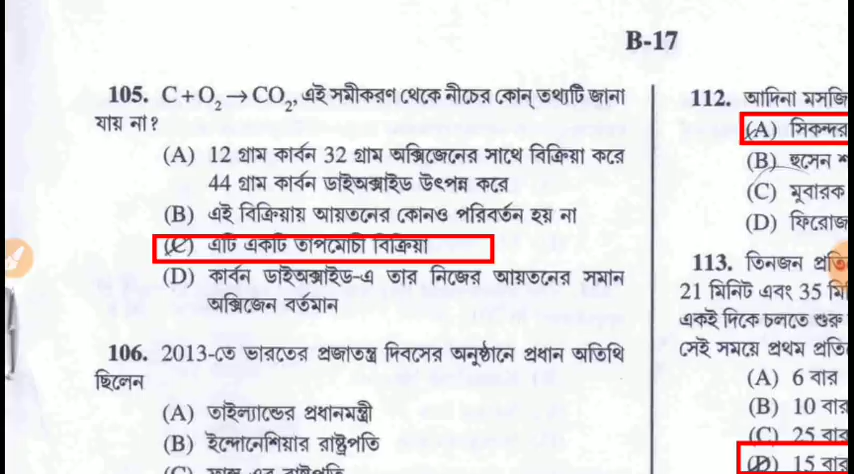 B-17
105. C+O₂→CO₂, এই সমীকরণ থেকে নীচের কোন্ তথ্যটি জানা
যায় না?
(A) 12 গ্রাম কার্বন 32 গ্রাম অক্সিজেনের সাথে বিক্রিয়া করে
44 গ্রাম কার্বন ডাইঅক্সাইড উৎপন্ন করে
(B) এই বিক্রিয়ায় আয়তনের কোনও পরিবর্তন হয় না
(C) এটি একটি তাপমোচী বিক্রিয়া
(D) কার্বন ডাইঅক্সাইড-এ তার নিজের আয়তনের সমান
অক্সিজেন বর্তমান
106. 2013-তে ভারতের প্রজাতন্ত্র দিবসের অনুষ্ঠানে প্রধান অতিথি
ছিলেন
(A) তাইল্যান্ডের প্রধানমন্ত্রী
(B) ইন্দোনেশিয়ার রাষ্ট্রপতি
112. আদিনা
(A) সিকন্দর
(B) হুসেন
(C) মুবারক
(D) ফিরোজ
113. তিনজন
21 মিনিট এবং 35
একই দিকে চলতে শুরু
সেই সময়ে প্রথম
(A) 6 বার
(B) 10 বার
(C) 25 বার
(D) 15 বার